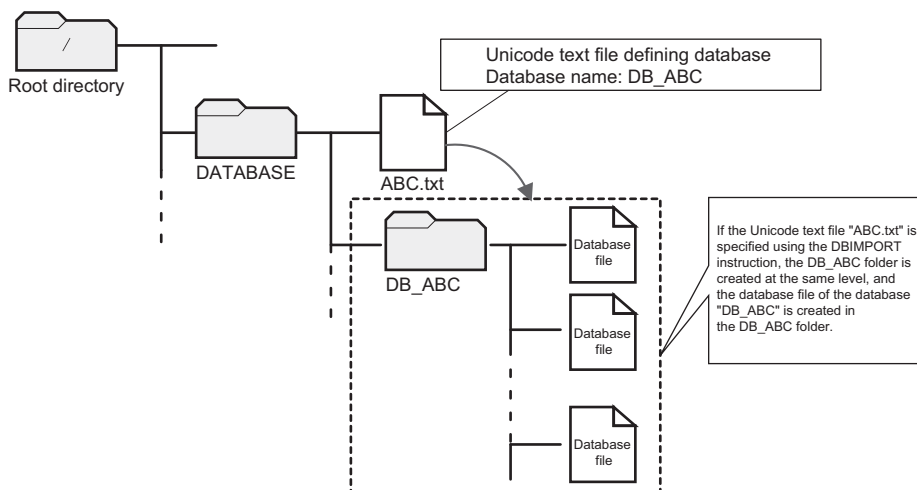 /
Root directory
Unicode text file defining database
Database name: DB_ABC
DATABASE
ABC.txt
DB_ABC
Database
file
Database
file
Database
file
If the Unicode text file "ABC.txt" is
specified using the DBIMPORT
instruction, the DB_ABC folder is
created at the same level, and
the database file of the database
"DB_ABC" is created in
the DB_ABC folder.